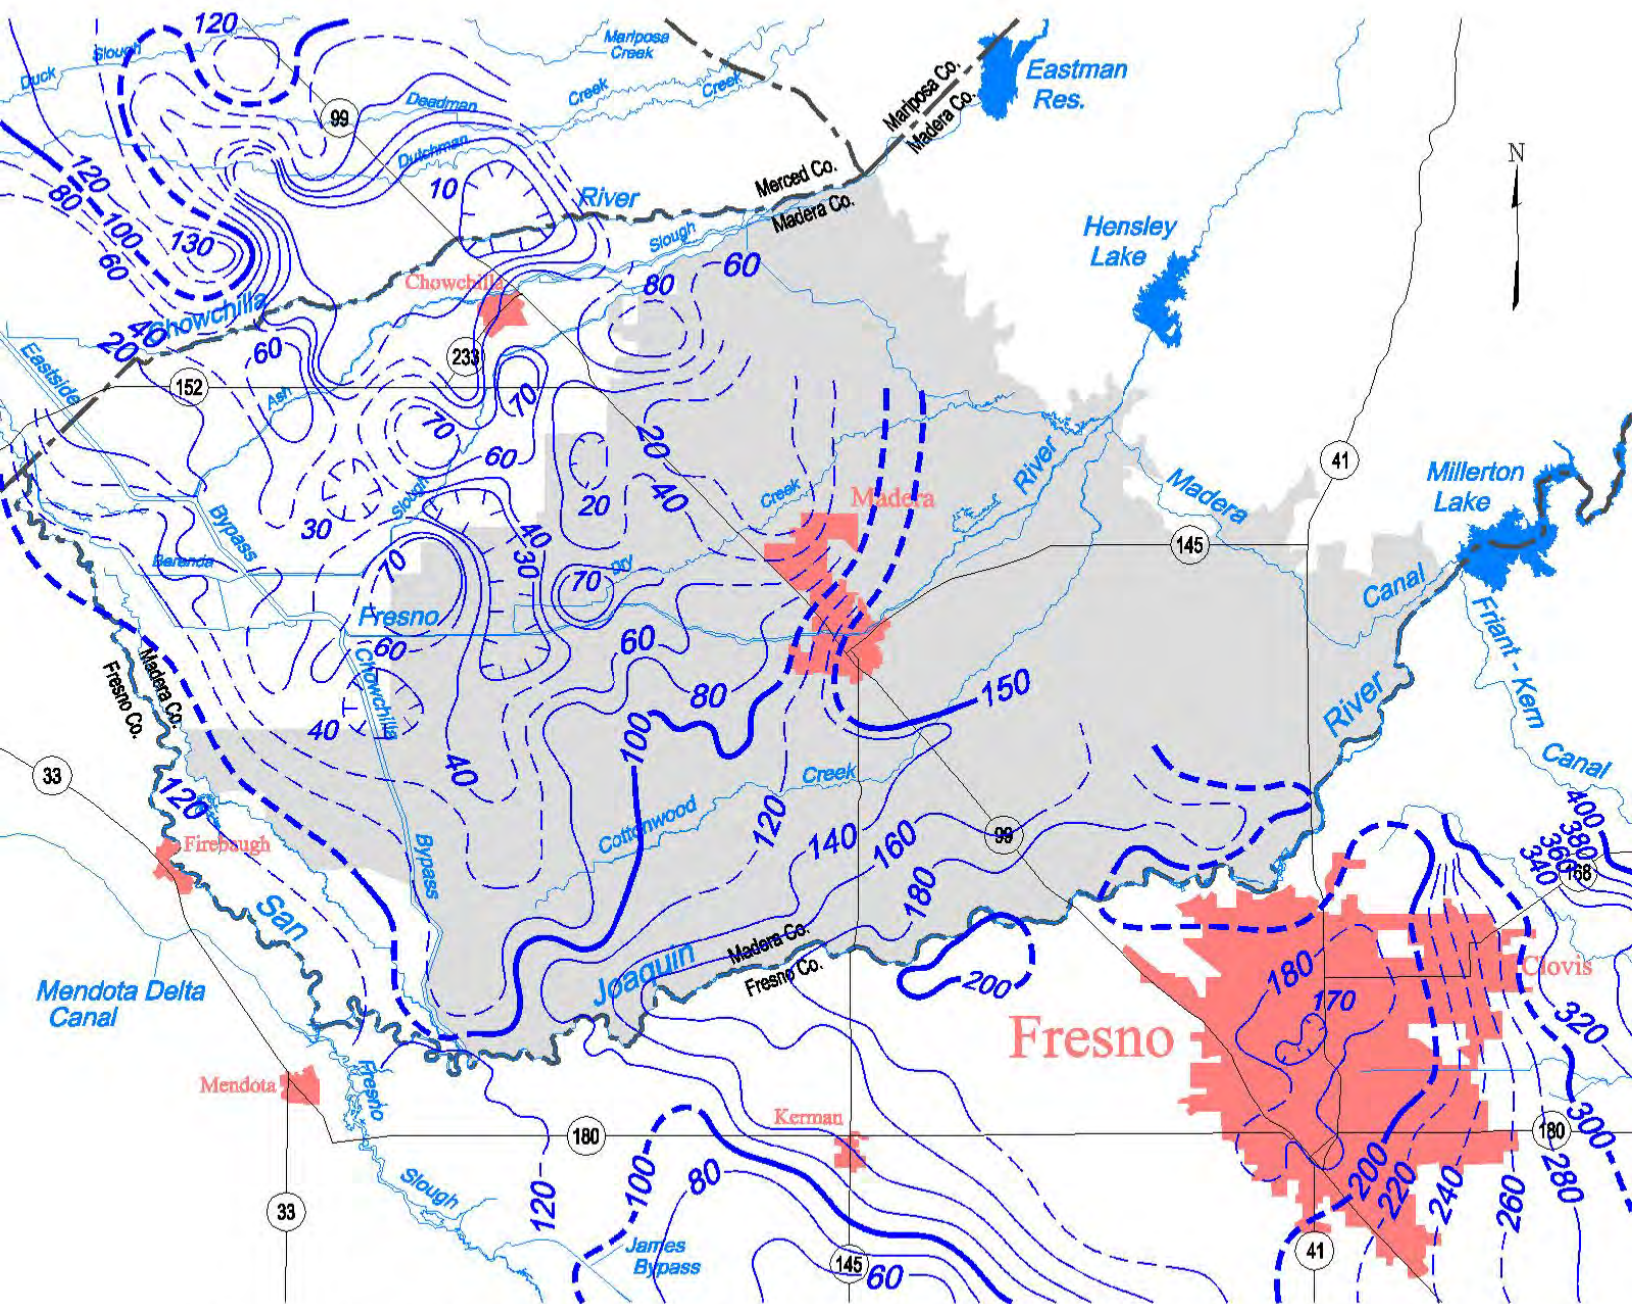 120
Mariposa
Creek
Slough
Duck
Eastman
Res.
Mariposa Co.
Madera Co.
Creek
Creek
Deadman
99
Dutchman
N
120
80
100
60
130
10
River
Merced Co.
Madera Co.
Slough
Hensley
Lake
60
80
Chowchilla
Chowchilla
40
20
60
Eastside
233
152
Ash
70
70
60
20
41
Millerton
Lake
River
Madera
Creek
Madera
40
20
Slough
30
Bypass
40
30
145
Berenda
70
70
Dry
Canal
Fresno
60
60
Friant - Kern
Canal
Madera Co.
Fresno Co.
Chowchilla
80
150
River
40
100
40
33
120
Creek
Cottonwood
120
140
160
99
400
380
360
340
168
Firebaugh
Bypass
180
San
Madera Co.
Fresno Co.
Joaquin
200
180
170
Clovis
Mendota Delta
Canal
320
Fresno
Mendota
Fresno
Kerman
180
180
300
100
80
Slough
120
200
220
240
260
280
33
James
Bypass
145
60
41